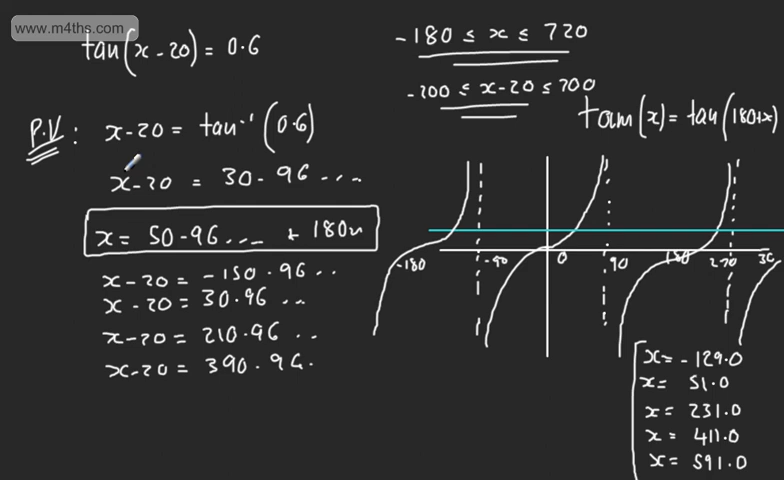 www.m4ths.com
tan(x-20) = 0.6
-180 ≤ x ≤ 720
-200 ≤ x-20 ≤ 700
tan(x) = tan(180+x)
P.V: x-20 = tan⁻¹(0.6)
x-20 = 30.96...
x = 50.96... + 180n
x-20 = -150.96..
x-20 = 30.96...
x-20 = 210.96...
x-20 = 390.96.
-180 -90 0 90 180 270 36
x = -129.0
x = 51.0
x = 231.0
x = 411.0
x = 591.0